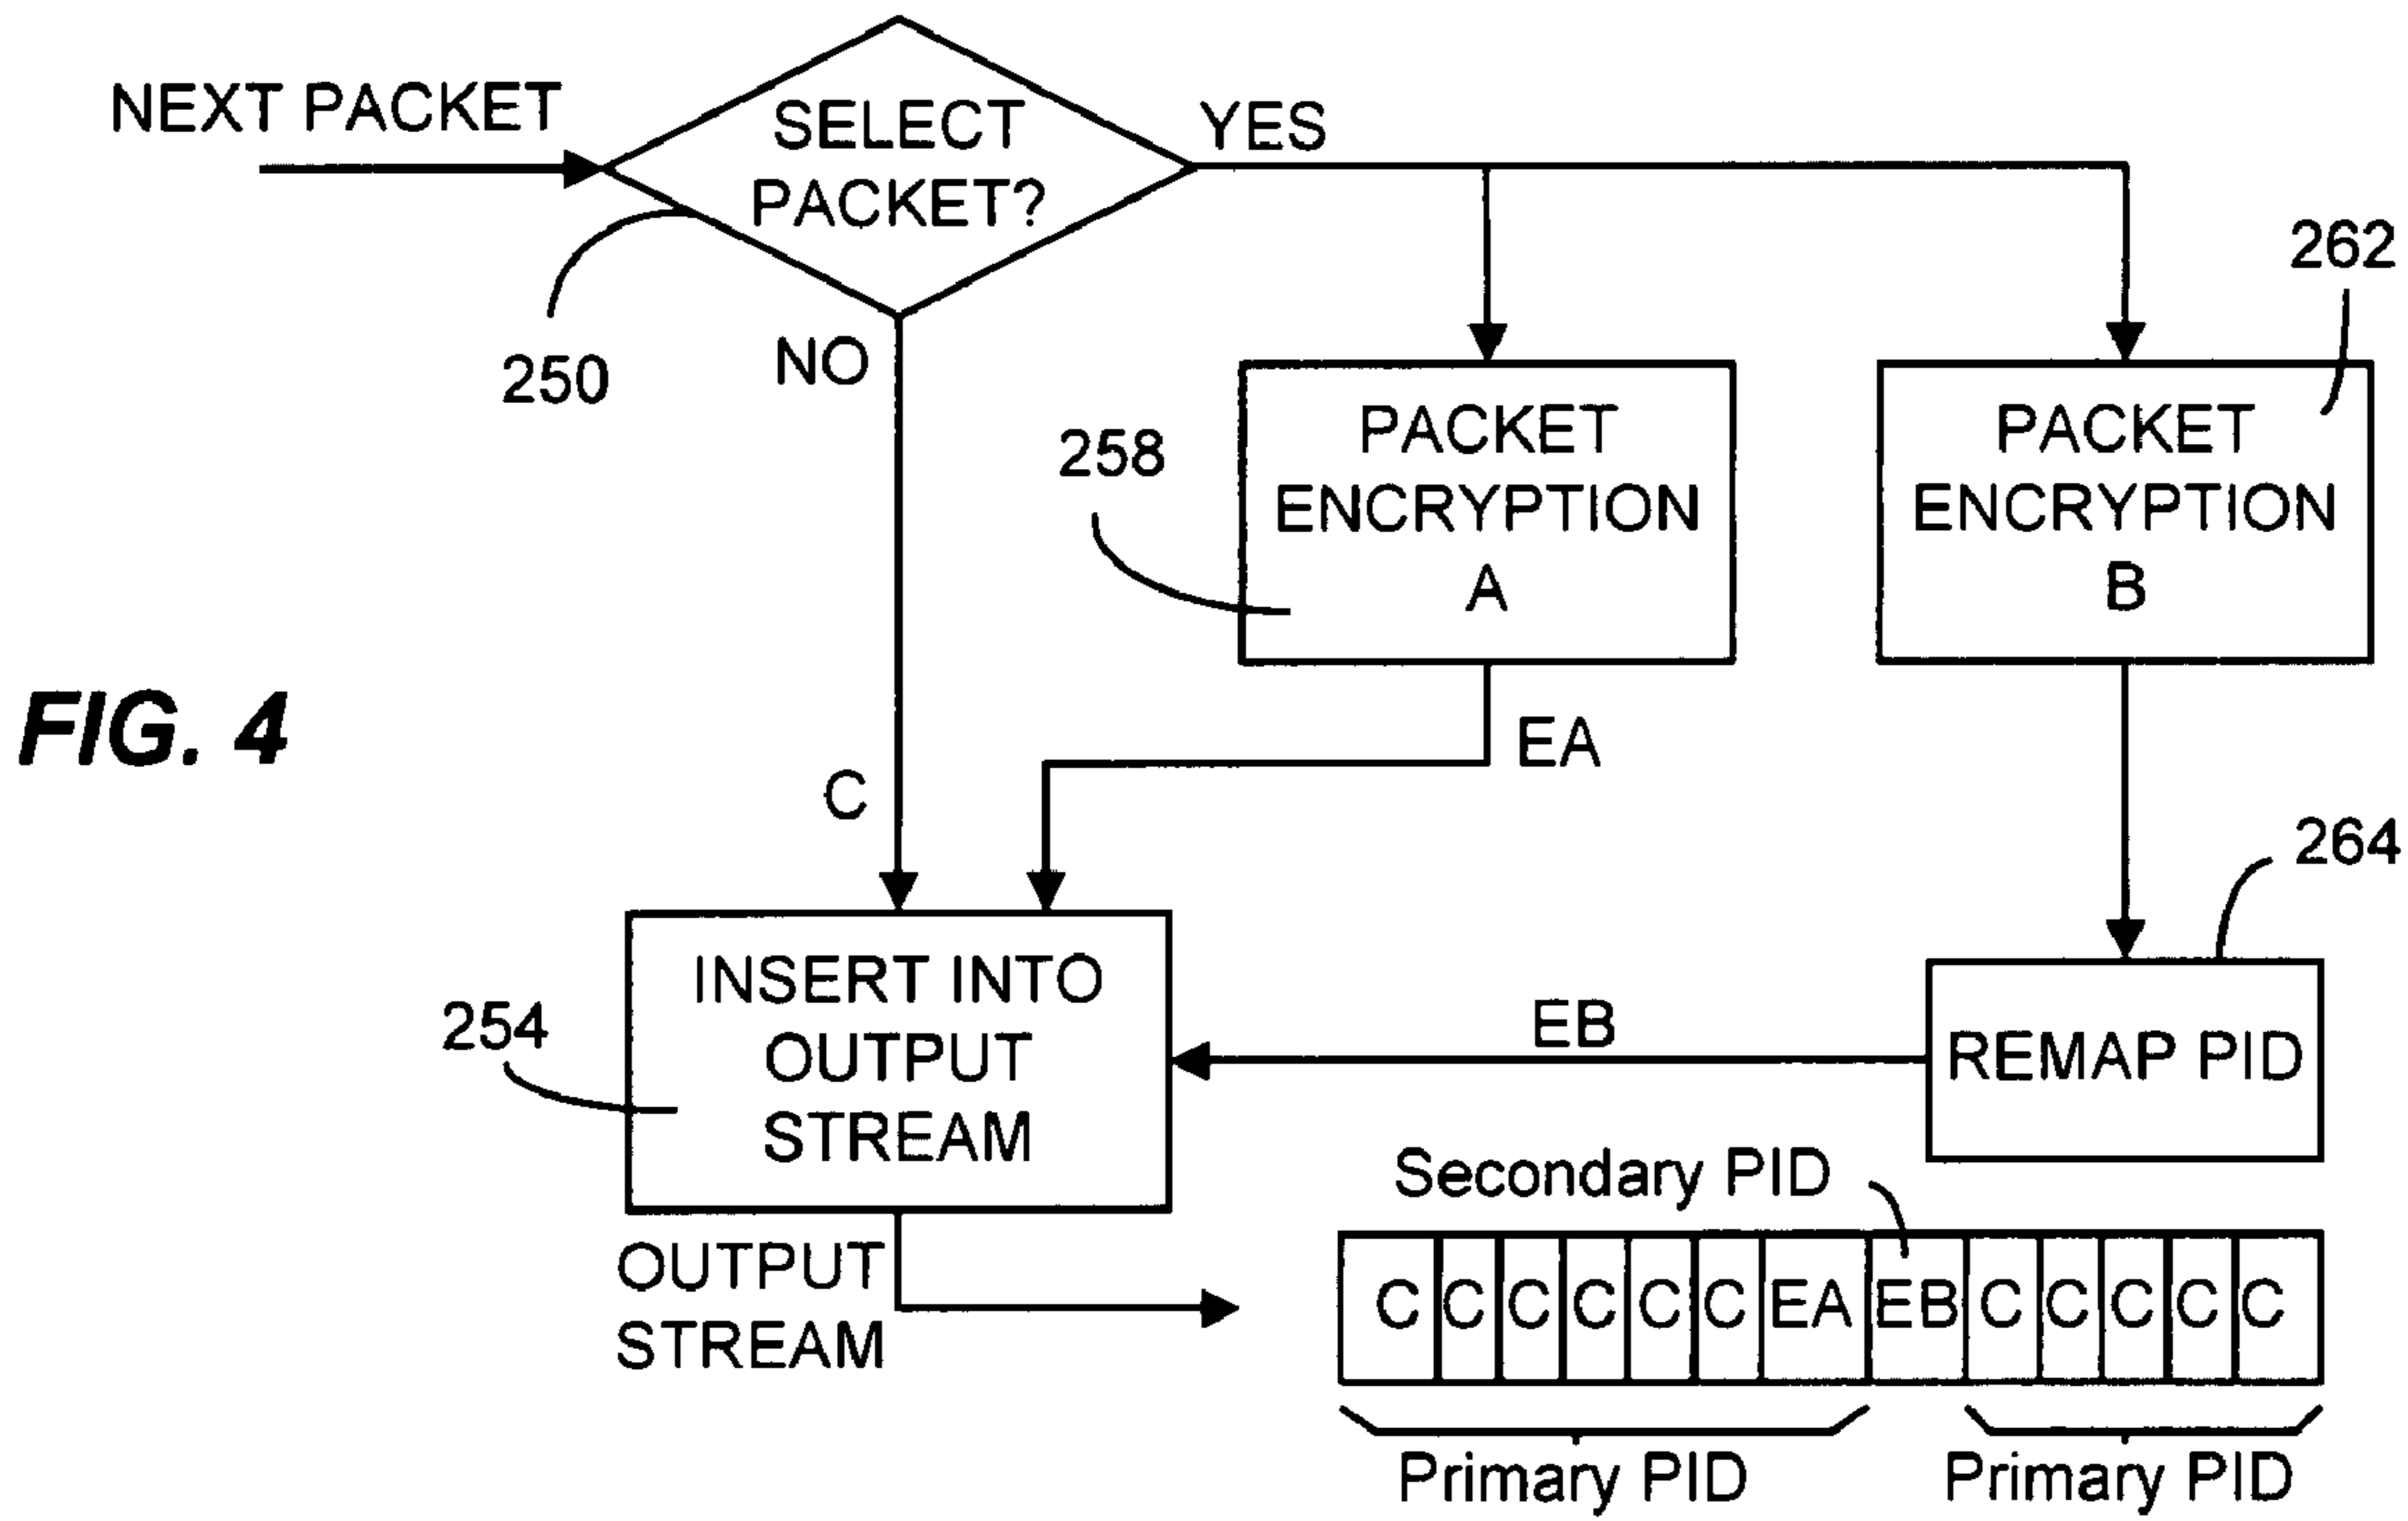 NEXT PACKET
SELECT
PACKET?
YES
250
NO
262
258
PACKET
ENCRYPTION
A
PACKET
ENCRYPTION
B
FIG. 4
EA
C
264
254
INSERT INTO
OUTPUT
STREAM
EB
REMAP PID
Secondary PID
OUTPUT
STREAM
C C C C C C EA EB C C C C C
Primary PID
Primary PID